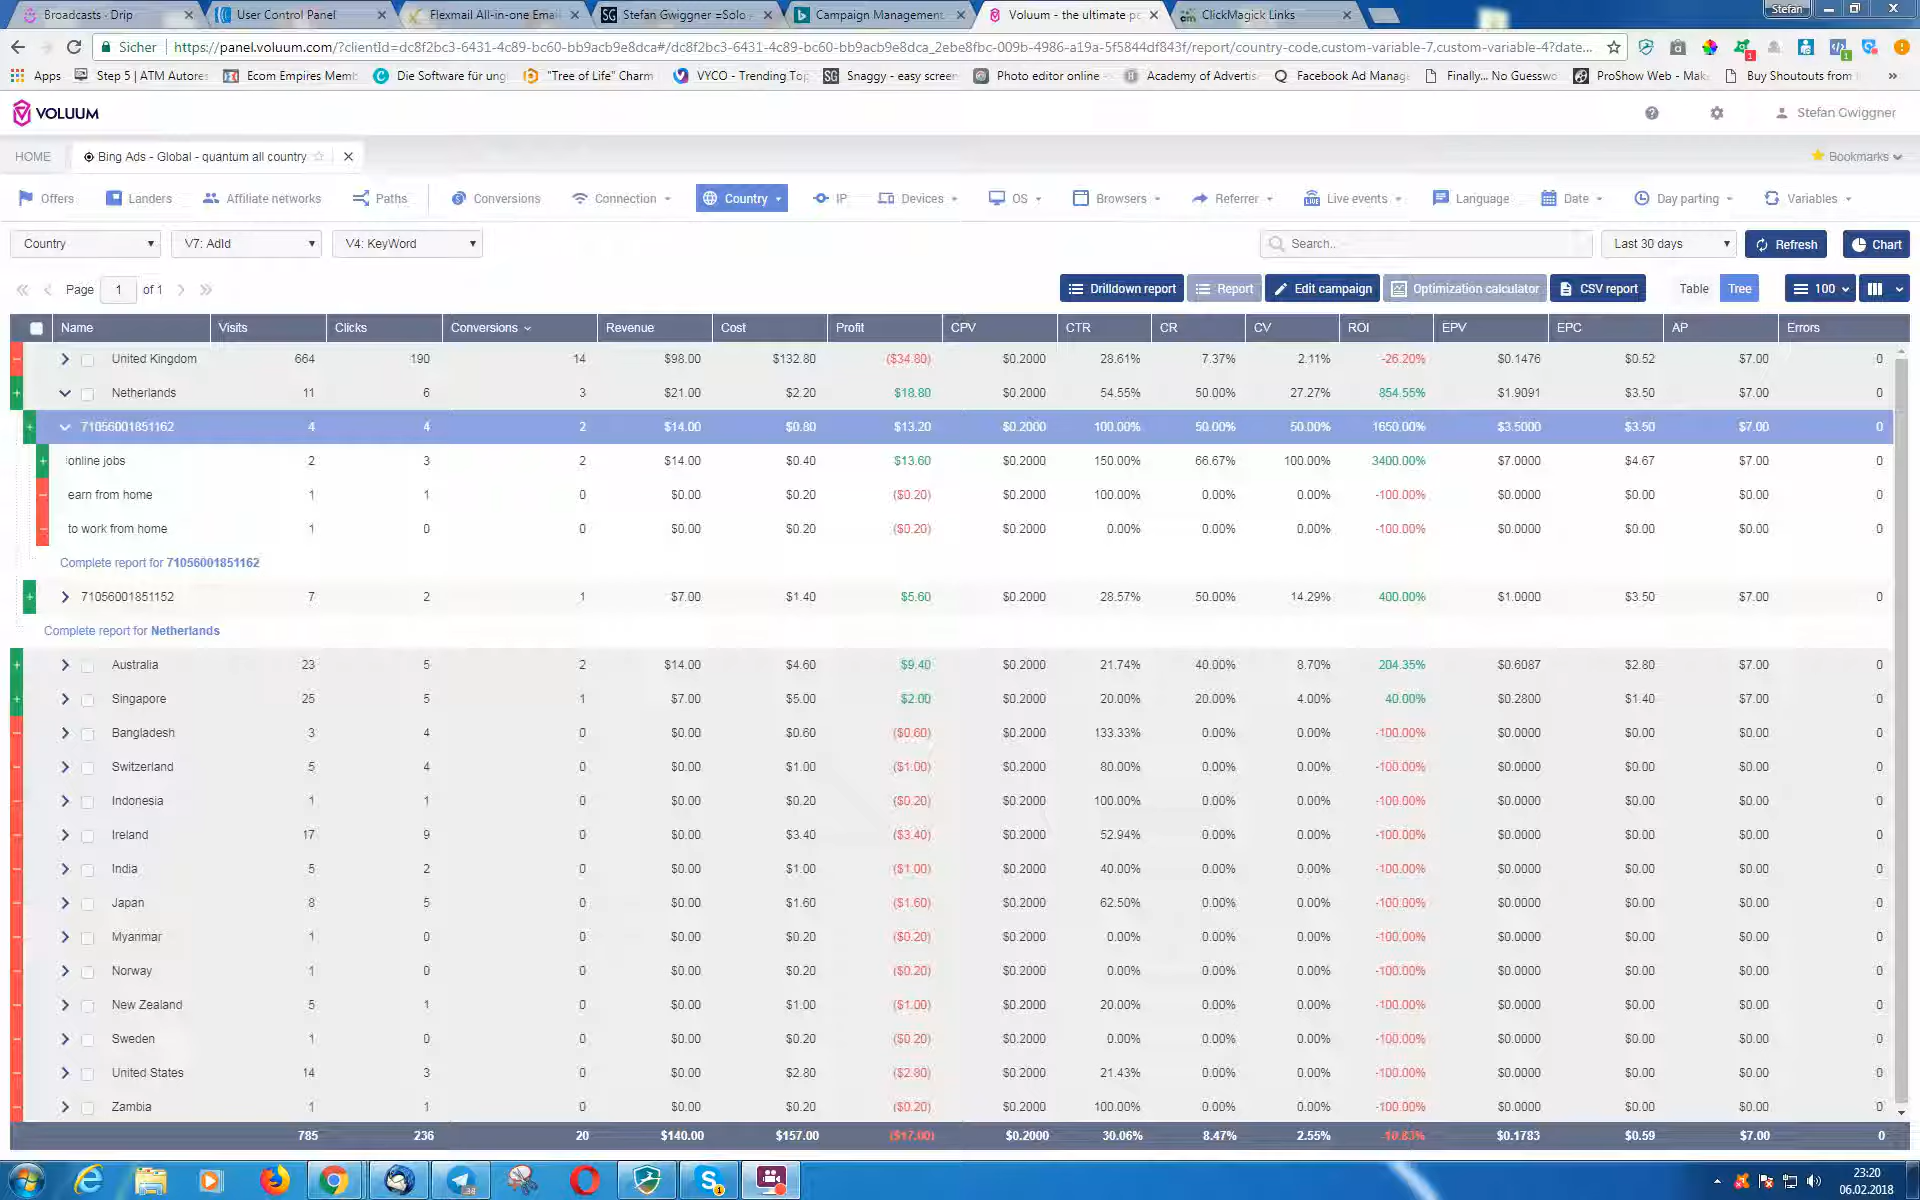 Broadcasts · Drip
User Control Panel
Flexmail All-in-one Emai
Stefan Gwiggner =Solo
Campaign Management
Voluum - the ultimate pe
ClickMagick Links
Stefan
Sicher
https://panel.voluum.com/?clientId=dc8f2bc3-6431-4c89-bc60-bb9acb9e8dca#/dc8f2bc3-6431-4c89-bc60-bb9acb9e8dca_2ebe8fbc-009b-4986-a19a-5f5844df843f/report/country-code,custom-variable-7,custom-variable-4?date...
Apps
Step 5 | ATM Autores
Ecom Empires Memb
Die Software für ung
"Tree of Life" Charm
VYCO - Trending Top
Snaggy - easy screen
Photo editor online
Academy of Advertis
Facebook Ad Manag
Finally... No Guesswo
ProShow Web - Mak
Buy Shoutouts from
VOLUUM
Stefan Gwiggner
HOME
Bing Ads - Global - quantum all country
Bookmarks
Offers Landers Affiliate networks Paths Conversions Connection Country IP Devices OS Browsers Referrer Live events Language Date Day parting Variables
Country V7: AdId V4: KeyWord Search.. Last 30 days Refresh Chart
Page 1 of 1 Drilldown report Report Edit campaign Optimization calculator CSV report Table Tree 100
Name Visits Clicks Conversions Revenue Cost Profit CPV CTR CR CV ROI EPV EPC AP Errors
United Kingdom 664 190 14 $98.00 $132.80 ($34.80) $0.2000 28.61% 7.37% 2.11% -26.20% $0.1476 $0.52 $7.00 0
Netherlands 11 6 3 $21.00 $2.20 $18.80 $0.2000 54.55% 50.00% 27.27% 854.55% $1.9091 $3.50 $7.00 0
71056001851162 4 4 2 $14.00 $0.80 $13.20 $0.2000 100.00% 50.00% 50.00% 1650.00% $3.5000 $3.50 $7.00 0
online jobs 2 3 2 $14.00 $0.40 $13.60 $0.2000 150.00% 66.67% 100.00% 3400.00% $7.0000 $4.67 $7.00 0
earn from home 1 1 0 $0.00 $0.20 ($0.20) $0.2000 100.00% 0.00% 0.00% -100.00% $0.0000 $0.00 $0.00 0
to work from home 1 0 0 $0.00 $0.20 ($0.20) $0.2000 0.00% 0.00% 0.00% -100.00% $0.0000 $0.00 $0.00 0
Complete report for 71056001851162
71056001851152 7 2 1 $7.00 $1.40 $5.60 $0.2000 28.57% 50.00% 14.29% 400.00% $1.0000 $3.50 $7.00 0
Complete report for Netherlands
Australia 23 5 2 $14.00 $4.60 $9.40 $0.2000 21.74% 40.00% 8.70% 204.35% $0.6087 $2.80 $7.00 0
Singapore 25 5 1 $7.00 $5.00 $2.00 $0.2000 20.00% 20.00% 4.00% 40.00% $0.2800 $1.40 $7.00 0
Bangladesh 3 4 0 $0.00 $0.60 ($0.60) $0.2000 133.33% 0.00% 0.00% -100.00% $0.0000 $0.00 $0.00 0
Switzerland 5 4 0 $0.00 $1.00 ($1.00) $0.2000 80.00% 0.00% 0.00% -100.00% $0.0000 $0.00 $0.00 0
Indonesia 1 1 0 $0.00 $0.20 ($0.20) $0.2000 100.00% 0.00% 0.00% -100.00% $0.0000 $0.00 $0.00 0
Ireland 17 9 0 $0.00 $3.40 ($3.40) $0.2000 52.94% 0.00% 0.00% -100.00% $0.0000 $0.00 $0.00 0
India 5 2 0 $0.00 $1.00 ($1.00) $0.2000 40.00% 0.00% 0.00% -100.00% $0.0000 $0.00 $0.00 0
Japan 8 5 0 $0.00 $1.60 ($1.60) $0.2000 62.50% 0.00% 0.00% -100.00% $0.0000 $0.00 $0.00 0
Myanmar 1 0 0 $0.00 $0.20 ($0.20) $0.2000 0.00% 0.00% 0.00% -100.00% $0.0000 $0.00 $0.00 0
Norway 1 0 0 $0.00 $0.20 ($0.20) $0.2000 0.00% 0.00% 0.00% -100.00% $0.0000 $0.00 $0.00 0
New Zealand 5 1 0 $0.00 $1.00 ($1.00) $0.2000 20.00% 0.00% 0.00% -100.00% $0.0000 $0.00 $0.00 0
Sweden 1 0 0 $0.00 $0.20 ($0.20) $0.2000 0.00% 0.00% 0.00% -100.00% $0.0000 $0.00 $0.00 0
United States 14 3 0 $0.00 $2.80 ($2.80) $0.2000 21.43% 0.00% 0.00% -100.00% $0.0000 $0.00 $0.00 0
Zambia 1 1 0 $0.00 $0.20 ($0.20) $0.2000 100.00% 0.00% 0.00% -100.00% $0.0000 $0.00 $0.00 0
785 236 20 $140.00 $157.00 ($17.00) $0.2000 30.06% 8.47% 2.55% -10.83% $0.1783 $0.59 $7.00 0
23:20
06.02.2018